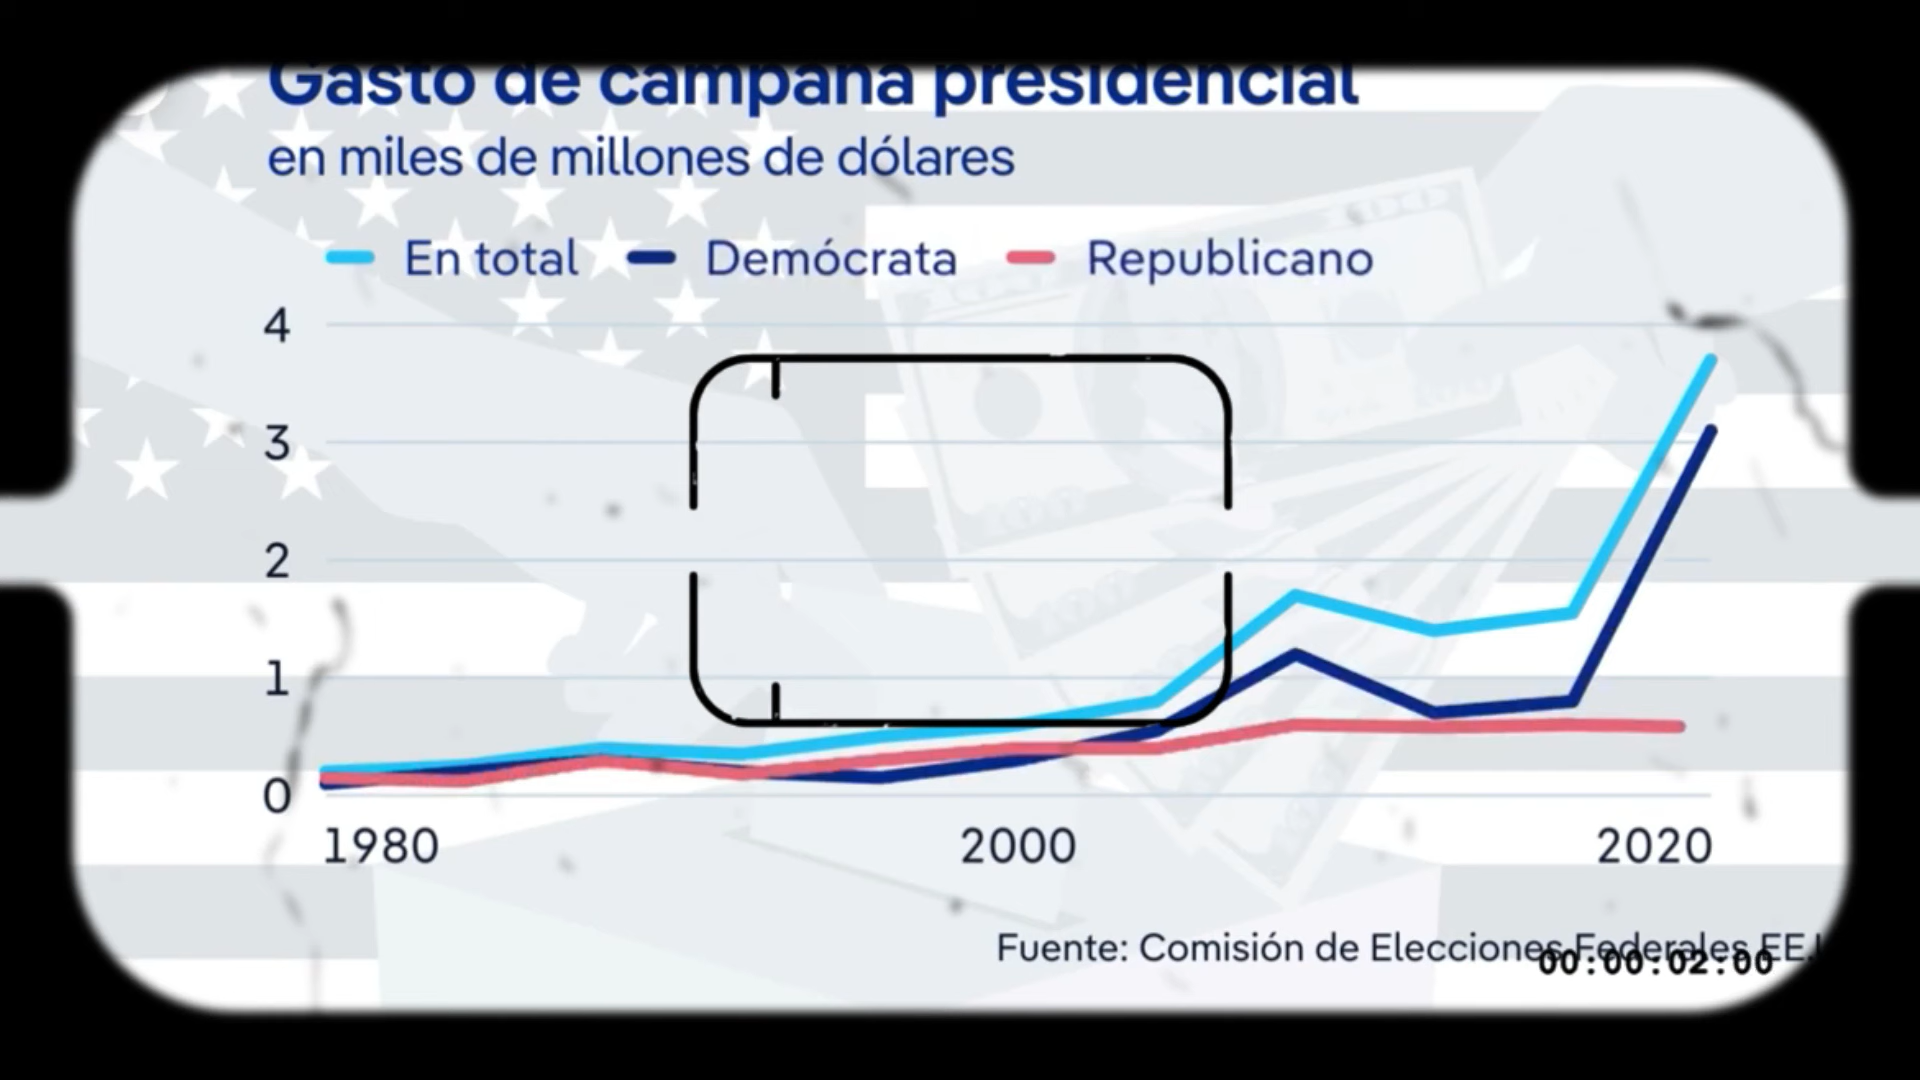 Gasto de campaña presidencial
en miles de millones de dólares
En total Demócrata Republicano
4
3
2
1
0
1980 2000 2020
Fuente: Comisión de Elecciones Federales EE.
00:00:02:00